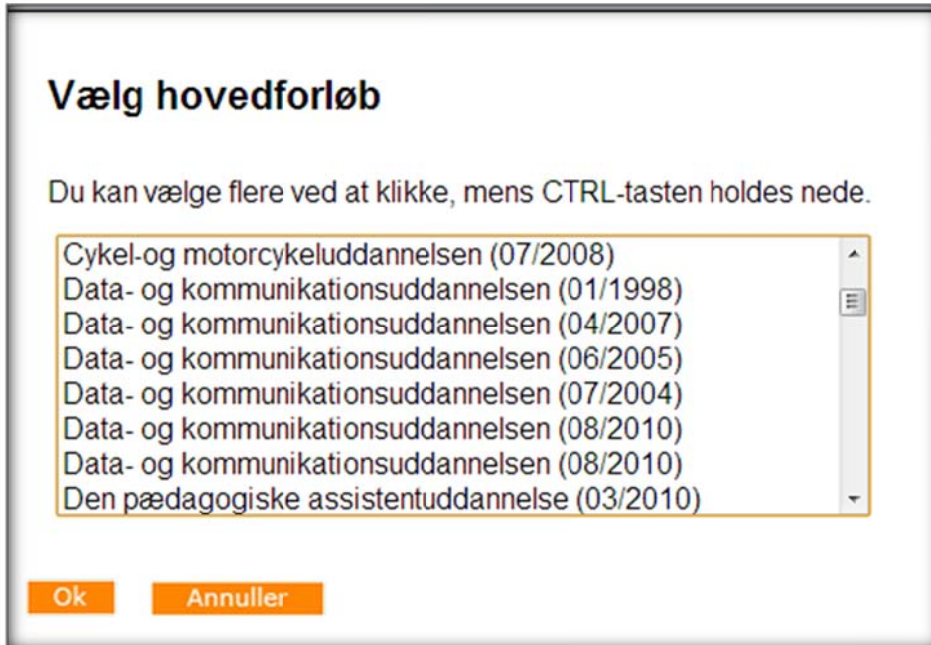 Vælg hovedforløb
Du kan vælge flere ved at klikke, mens CTRL-tasten holdes nede.
Cykel-og motorcykeluddannelsen (07/2008)
Data- og kommunikationsuddannelsen (01/1998)
Data- og kommunikationsuddannelsen (04/2007)
Data- og kommunikationsuddannelsen (06/2005)
Data- og kommunikationsuddannelsen (07/2004)
Data- og kommunikationsuddannelsen (08/2010)
Data- og kommunikationsuddannelsen (08/2010)
Den pædagogiske assistentuddannelse (03/2010)
Ok
Annuller